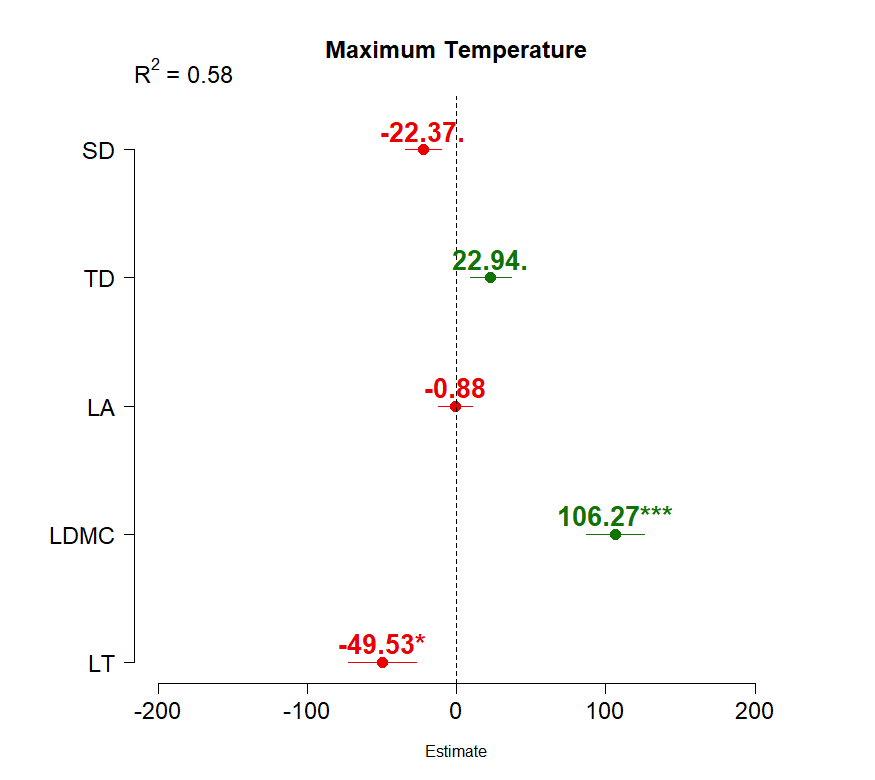 Maximum Temperature
R² = 0.58
SD
-22.37.
TD
22.94.
LA
-0.88
LDMC
106.27***
LT
-49.53*
-200 -100 0 100 200
Estimate